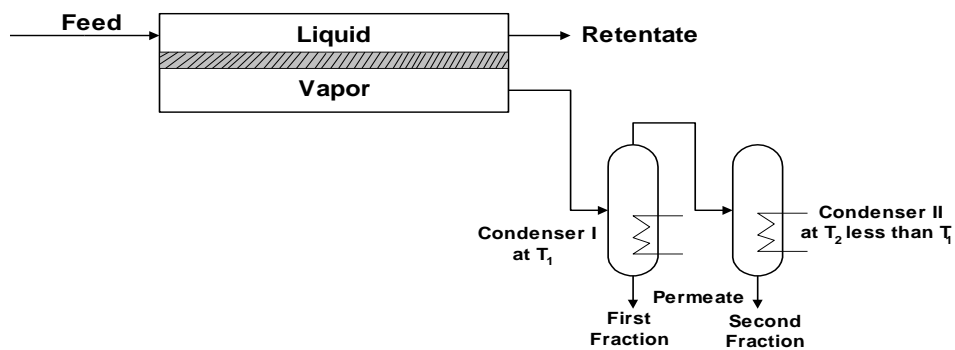 Feed
Liquid
Retentate
Vapor
Condenser I
at T₁
Condenser II
at T₂ less than T₁
Permeate
First
Fraction
Second
Fraction